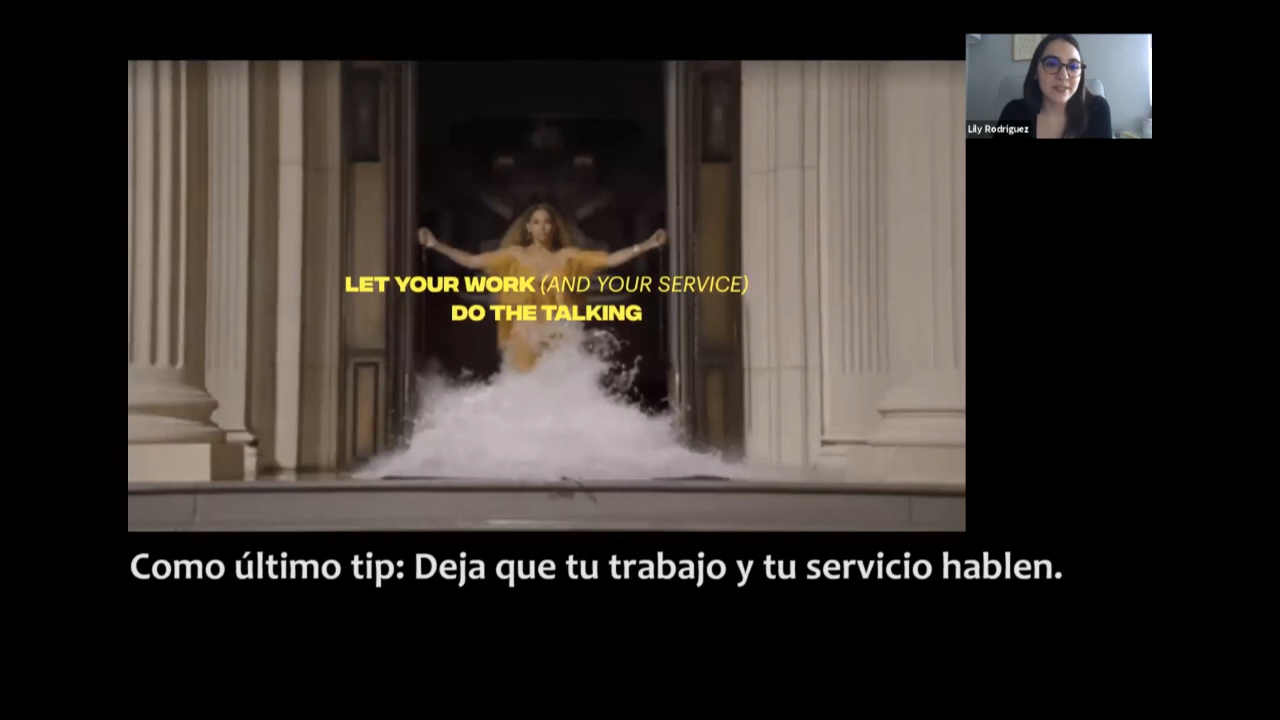 Lily Rodriguez
LET YOUR WORK (AND YOUR SERVICE)
DO THE TALKING
Como último tip: Deja que tu trabajo y tu servicio hablen.